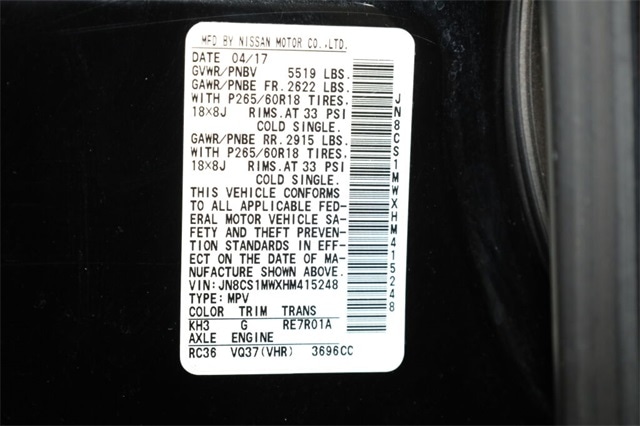 MFD BY NISSAN MOTOR CO.,LTD.
DATE 04/17
GVWR/PNBV 5519 LBS.
GAWR/PNBE FR. 2622 LBS.
WITH P265/60R18 TIRES.
18X8J RIMS.AT 33 PSI
COLD SINGLE.
GAWR/PNBE RR. 2915 LBS.
WITH P265/60R18 TIRES.
18X8J RIMS.AT 33 PSI
COLD SINGLE.
THIS VEHICLE CONFORMS
TO ALL APPLICABLE FED-
ERAL MOTOR VEHICLE SA-
FETY AND THEFT PREVEN-
TION STANDARDS IN EFF-
ECT ON THE DATE OF MA-
NUFACTURE SHOWN ABOVE.
VIN:JN8CS1MWXHM415248
TYPE:MPV
COLOR TRIM TRANS
KH3 G RE7R01A
AXLE ENGINE
RC36 VQ37(VHR) 3696CC
JN8CS1MWXHM415248